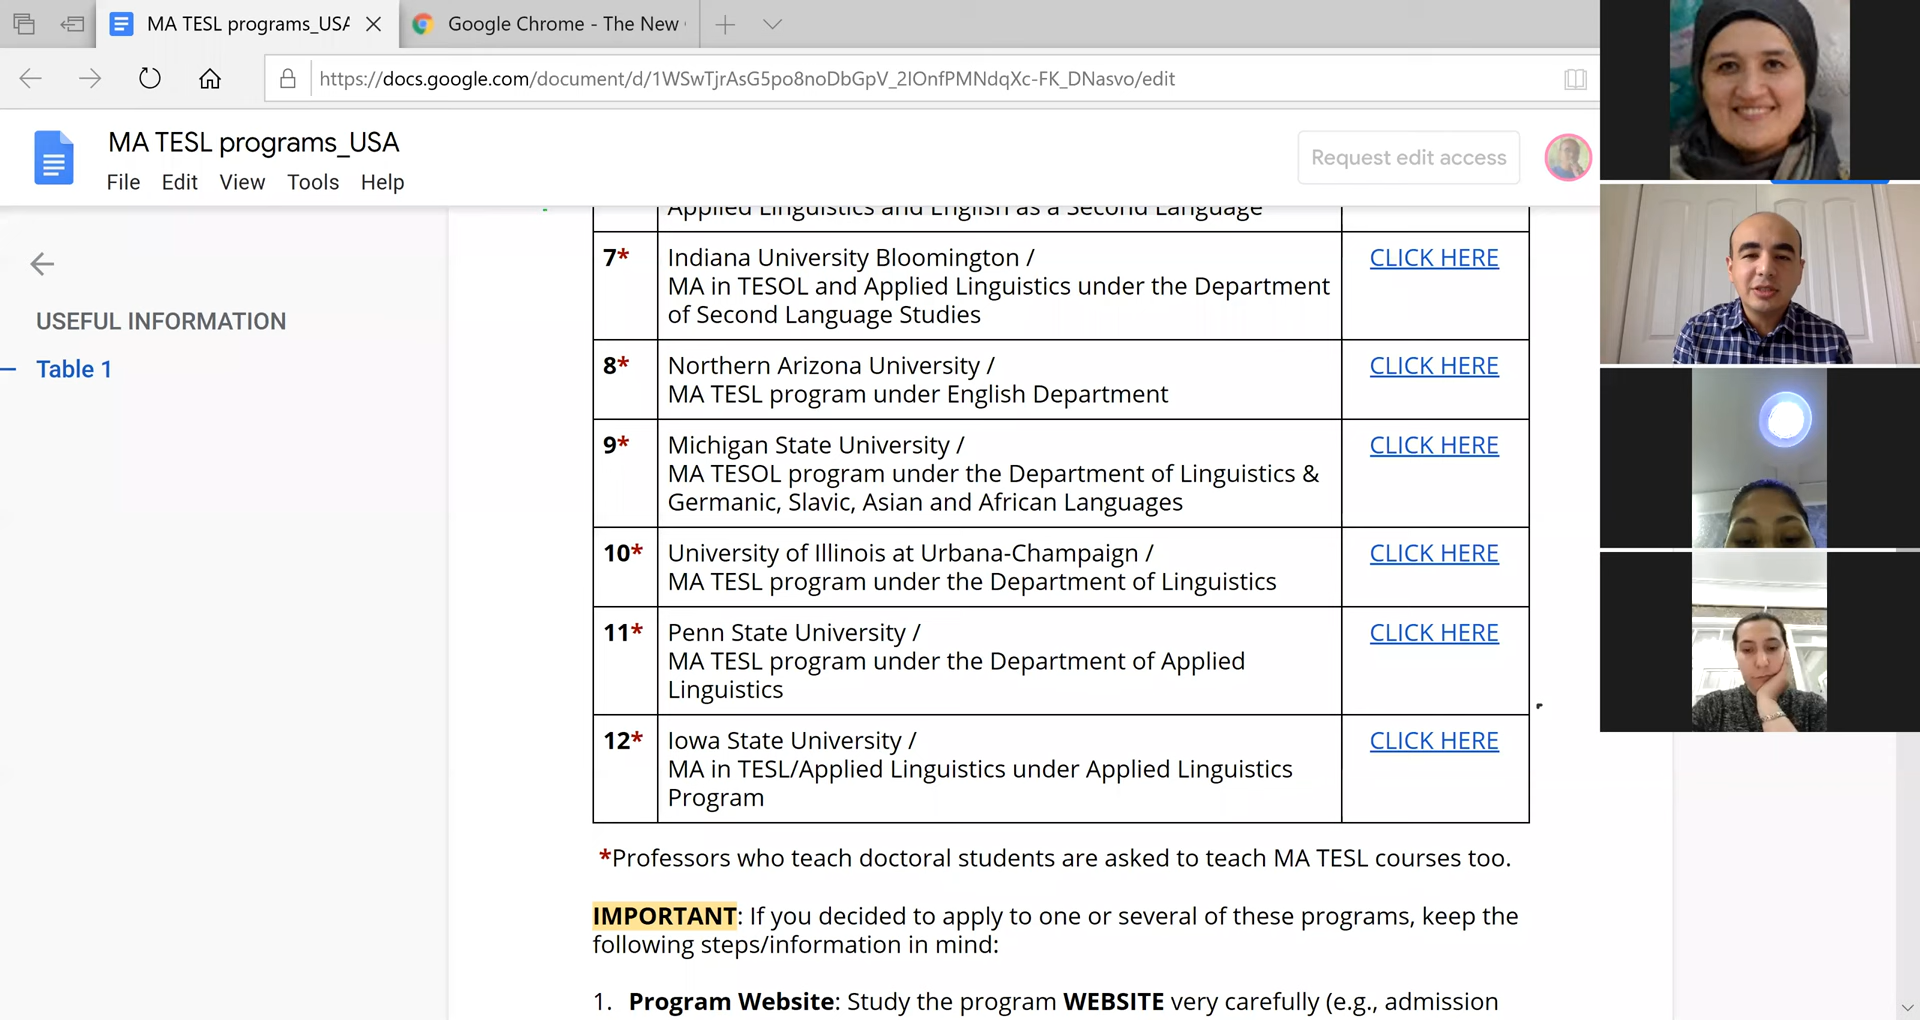 MA TESL programs_USA
Google Chrome - The New
https://docs.google.com/document/d/1WSwTjrAsG5po8noDbGpV_2IOnfPMNdqXc-FK_DNasvo/edit
MA TESL programs_USA
Request edit access
File Edit View Tools Help
Applied Linguistics and English as a Second Language
USEFUL INFORMATION
Table 1
7* Indiana University Bloomington / CLICK HERE
MA in TESOL and Applied Linguistics under the Department
of Second Language Studies
8* Northern Arizona University / CLICK HERE
MA TESL program under English Department
9* Michigan State University / CLICK HERE
MA TESOL program under the Department of Linguistics &
Germanic, Slavic, Asian and African Languages
10* University of Illinois at Urbana-Champaign / CLICK HERE
MA TESL program under the Department of Linguistics
11* Penn State University / CLICK HERE
MA TESL program under the Department of Applied
Linguistics
12* Iowa State University / CLICK HERE
MA in TESL/Applied Linguistics under Applied Linguistics
Program
*Professors who teach doctoral students are asked to teach MA TESL courses too.
IMPORTANT: If you decided to apply to one or several of these programs, keep the
following steps/information in mind:
1. Program Website: Study the program WEBSITE very carefully (e.g., admission